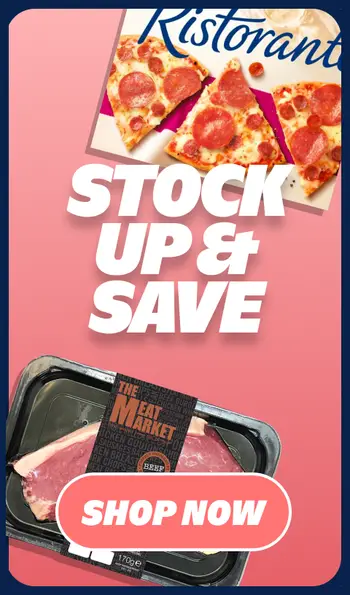 Ristorante
STOCK
UP &
SAVE
THE
MEAT
MARKET
BEEF
SHOP NOW
170g